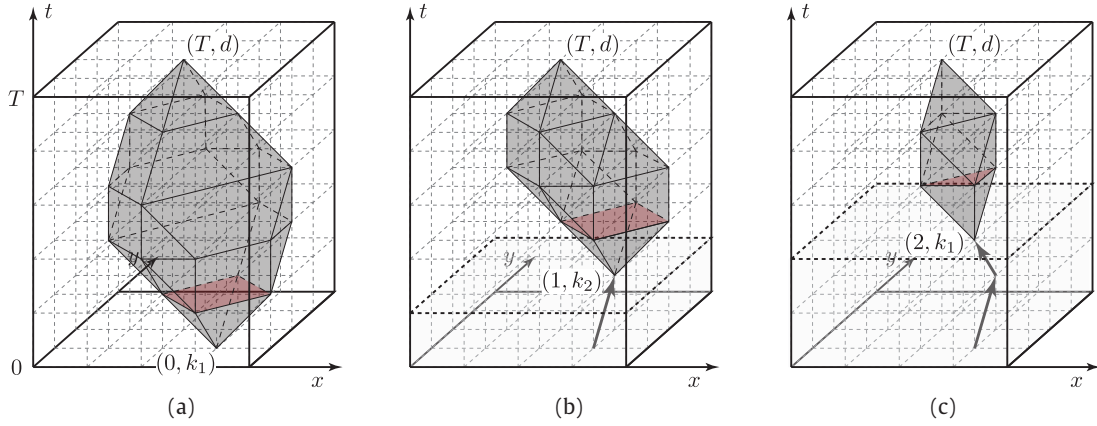 t
(T, d)
T
y
(0, k₁)
0
x
(a)
t
(T, d)
y
(1, k₂)
x
(b)
t
(T, d)
(2, k₁)
y
x
(c)